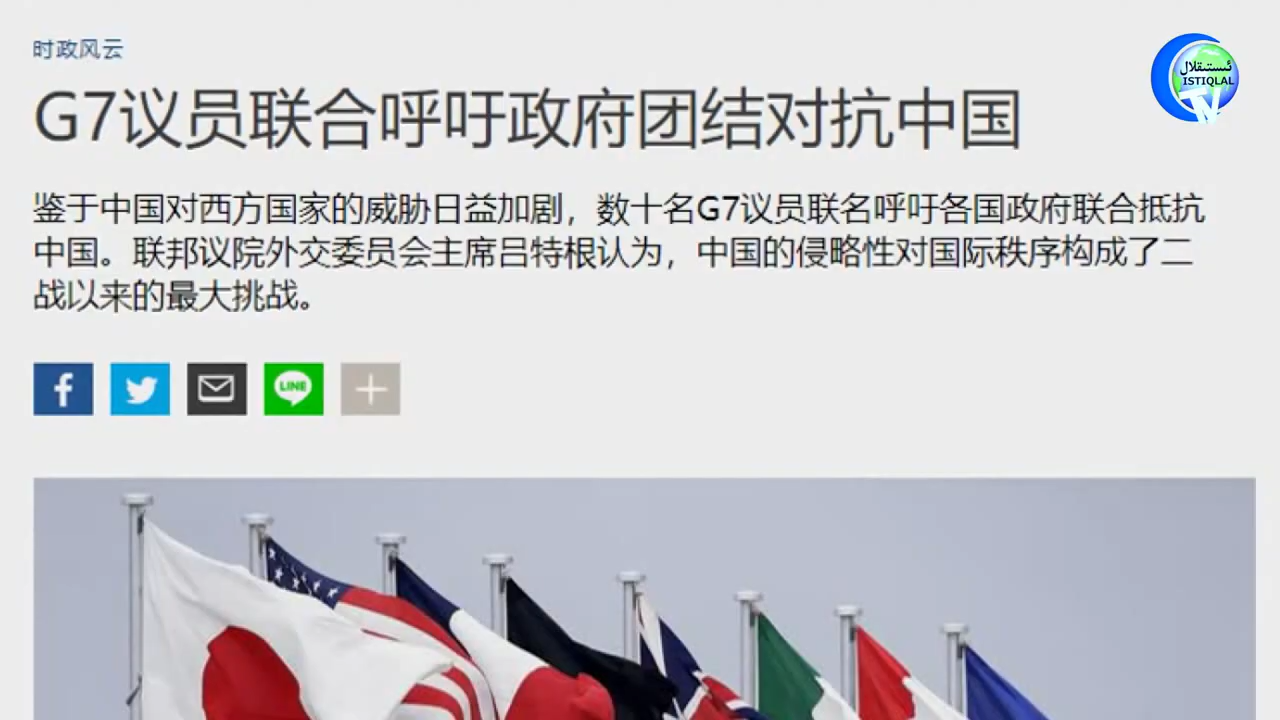 时政风云
ئىستىقلال
ISTIQLAL
TV
G7议员联合呼吁政府团结对抗中国
鉴于中国对西方国家的威胁日益加剧，数十名G7议员联名呼吁各国政府联合抵抗
中国。联邦议院外交委员会主席吕特根认为，中国的侵略性对国际秩序构成了二
战以来的最大挑战。
LINE